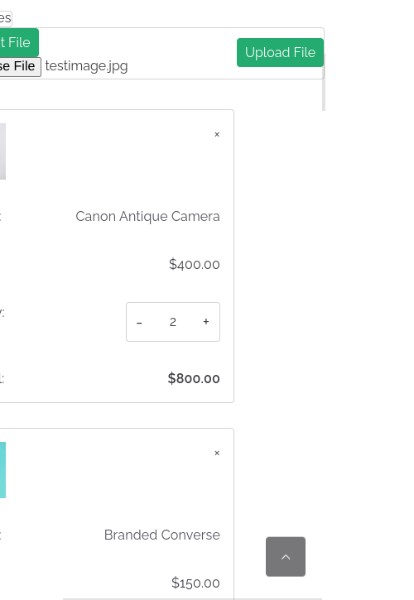 es
t File
Upload File
se File testimage.jpg
×
: Canon Antique Camera
$400.00
y:
- 2 +
l: $800.00
×
: Branded Converse
$150.00